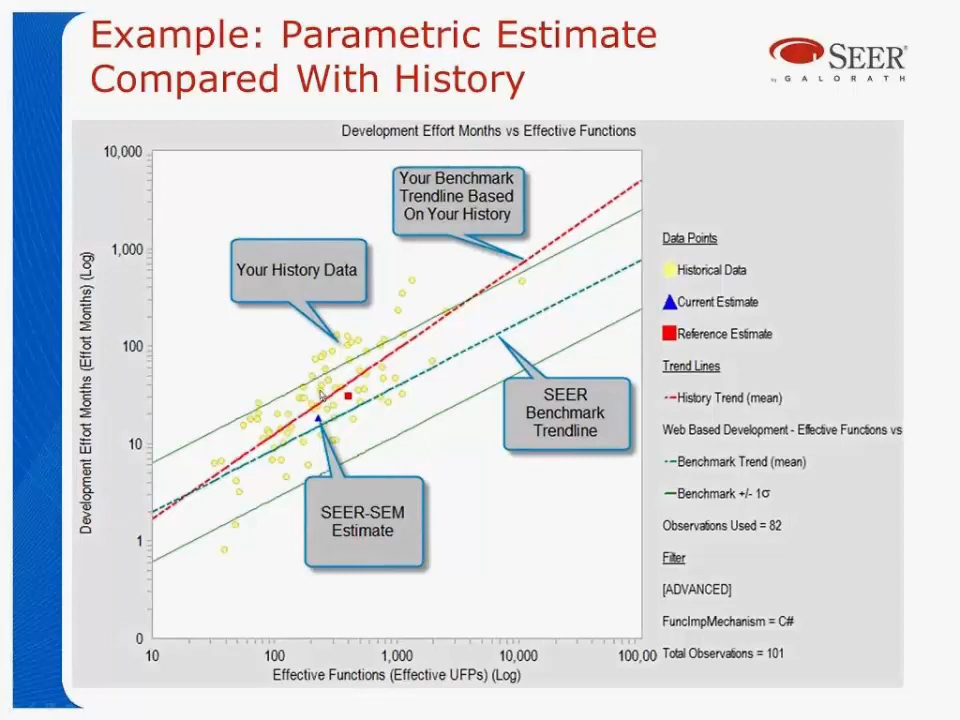 Example: Parametric Estimate
Compared With History
SEER
by GALORATH
Development Effort Months vs Effective Functions
10,000
1,000
100
10
1
0
Development Effort Months (Effort Months) (Log)
Your Benchmark
Trendline Based
On Your History
Your History Data
SEER
Benchmark
Trendline
SEER-SEM
Estimate
10
100
1,000
10,000
100,00
Effective Functions (Effective UFPs) (Log)
Data Points
Historical Data
Current Estimate
Reference Estimate
Trend Lines
History Trend (mean)
Web Based Development - Effective Functions vs
Benchmark Trend (mean)
Benchmark +/- 1σ
Observations Used = 82
Filter
[ADVANCED]
FuncImpMechanism = C#
Total Observations = 101